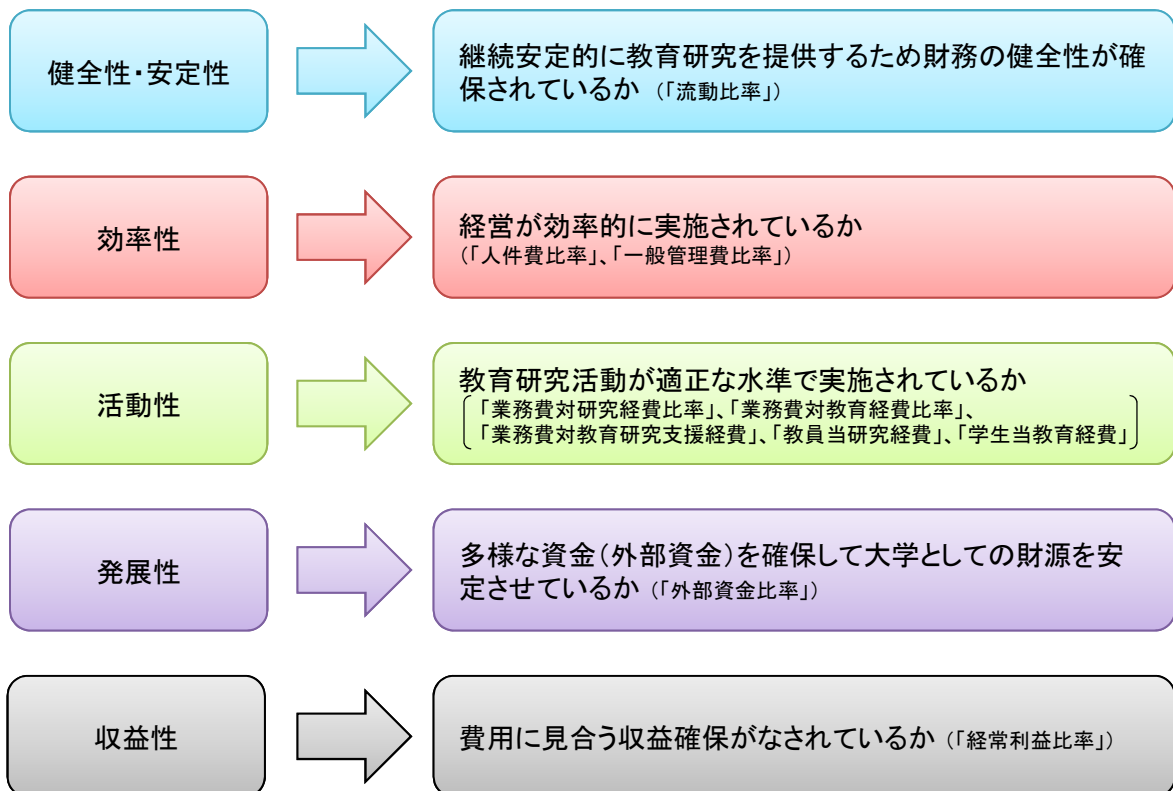 健全性・安定性
継続安定的に教育研究を提供するため財務の健全性が確
保されているか（「流動比率」）
効率性
経営が効率的に実施されているか
（「人件費比率」、「一般管理費比率」）
活動性
教育研究活動が適正な水準で実施されているか
「業務費対研究経費比率」、「業務費対教育経費比率」、
「業務費対教育研究支援経費」、「教員当研究経費」、「学生当教育経費」
発展性
多様な資金（外部資金）を確保して大学としての財源を安
定させているか（「外部資金比率」）
収益性
費用に見合う収益確保がなされているか（「経常利益比率」）